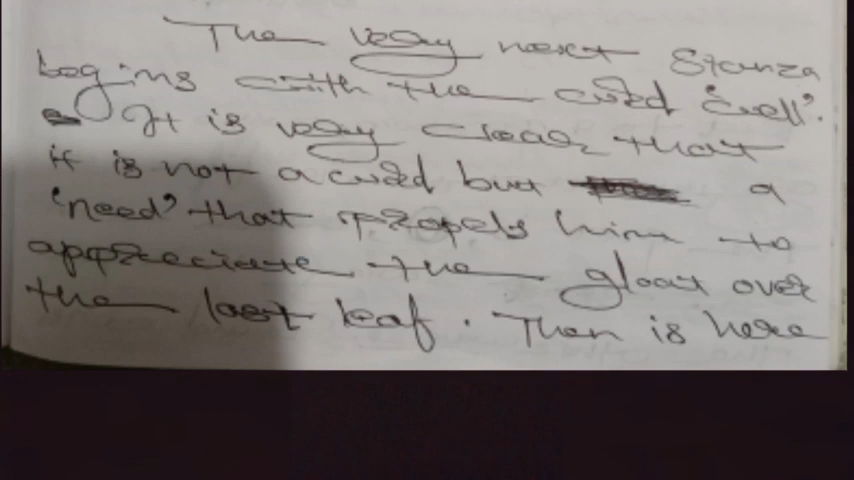 The very next stanza
begins with the word 'well'.
It is very clear that
it is not a word but a
'need' that propels him to
appreciate the gloat over
the last leaf. Then is here